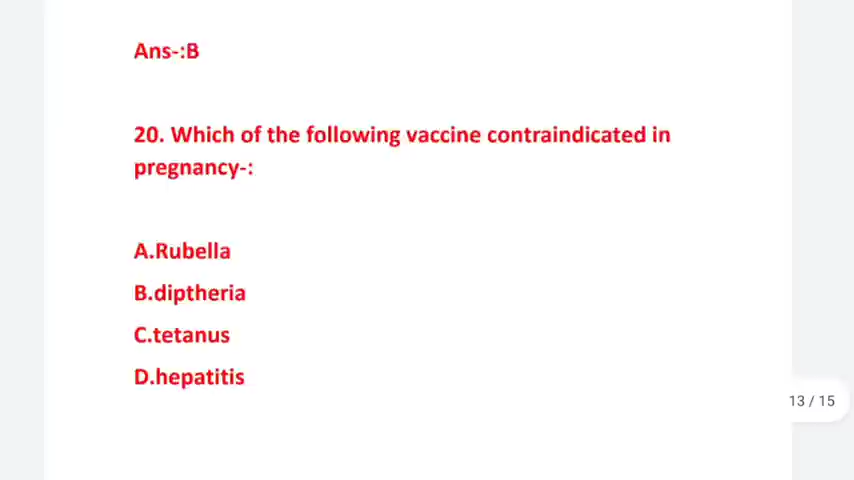 Ans-:B
20. Which of the following vaccine contraindicated in
pregnancy-:
A.Rubella
B.diptheria
C.tetanus
D.hepatitis
13 / 15